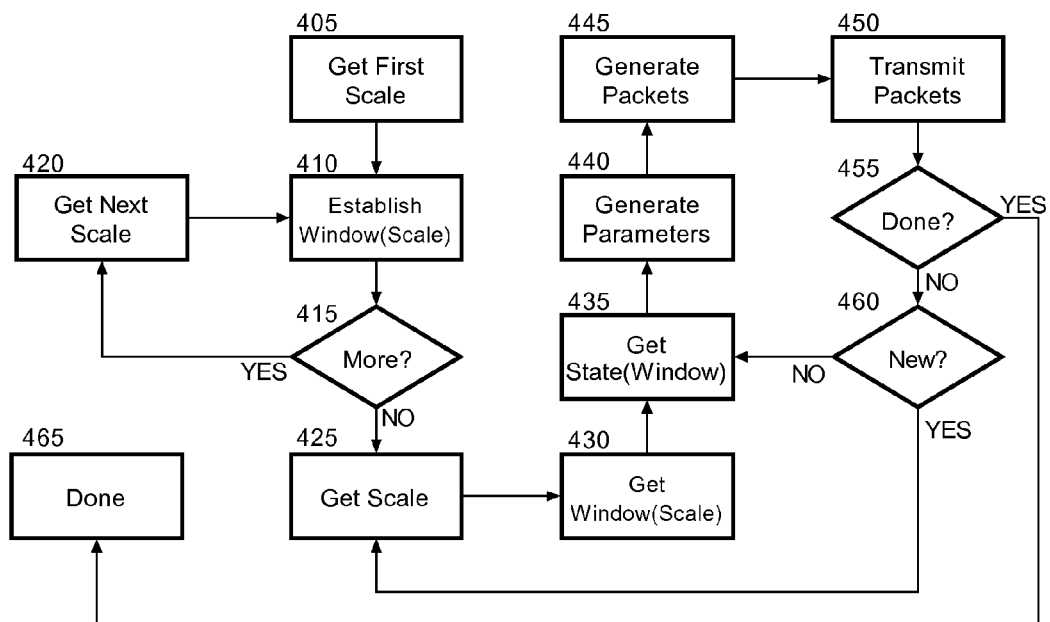 405
Get First
Scale
445
Generate
Packets
450
Transmit
Packets
420
Get Next
Scale
410
Establish
Window(Scale)
440
Generate
Parameters
455
Done?
YES
NO
415
More?
YES
NO
435
Get
State(Window)
460
New?
NO
YES
465
Done
425
Get Scale
430
Get
Window(Scale)